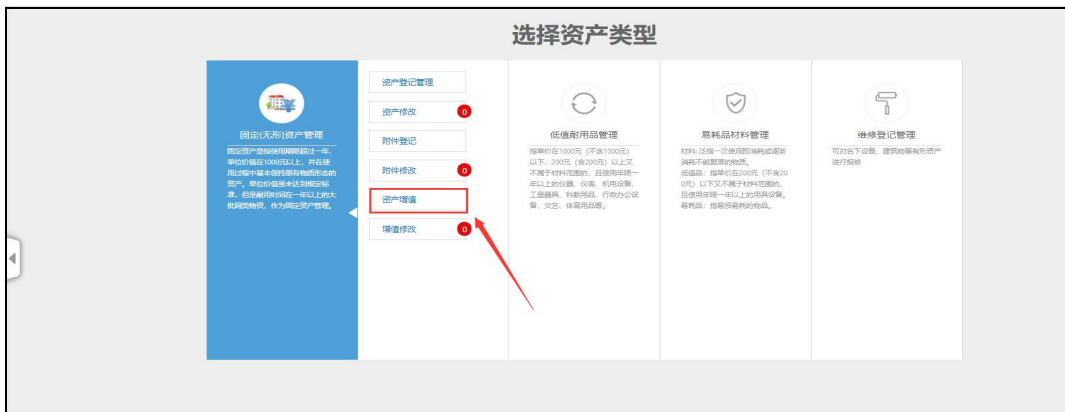 选择资产类型
固定(无形)资产管理
固定资产是指使用期限超过一年,
单位价值在1000元以上，并在使
用过程中基本保持原有物质形态的
资产。单位价值虽未达到规定标
准，但是耐用时间在一年以上的大
批同类物资，作为固定资产管理。
资产登记管理
资产修改
0
附件登记
附件修改
0
资产增值
增值修改
0
低值耐用品管理
指单价在1000元（不含1000元）
以下、200元（含200元）以上又
不属于材料范围的，且使用年限一
年以上的仪器、仪表、机电设备、
工量器具、科教用品、行政办公设
备、文艺、体育用品等。
易耗品材料管理
材料: 泛指一次使用即消耗或逐渐
消耗不能复原的物质。
低值品：指单价在200元（不含20
0元）以下又不属于材料范围的，
且使用年限一年以上的用具设备。
易耗品：指易损易耗的物品。
维修登记管理
可对名下设备、建筑物等有形资产
进行报修